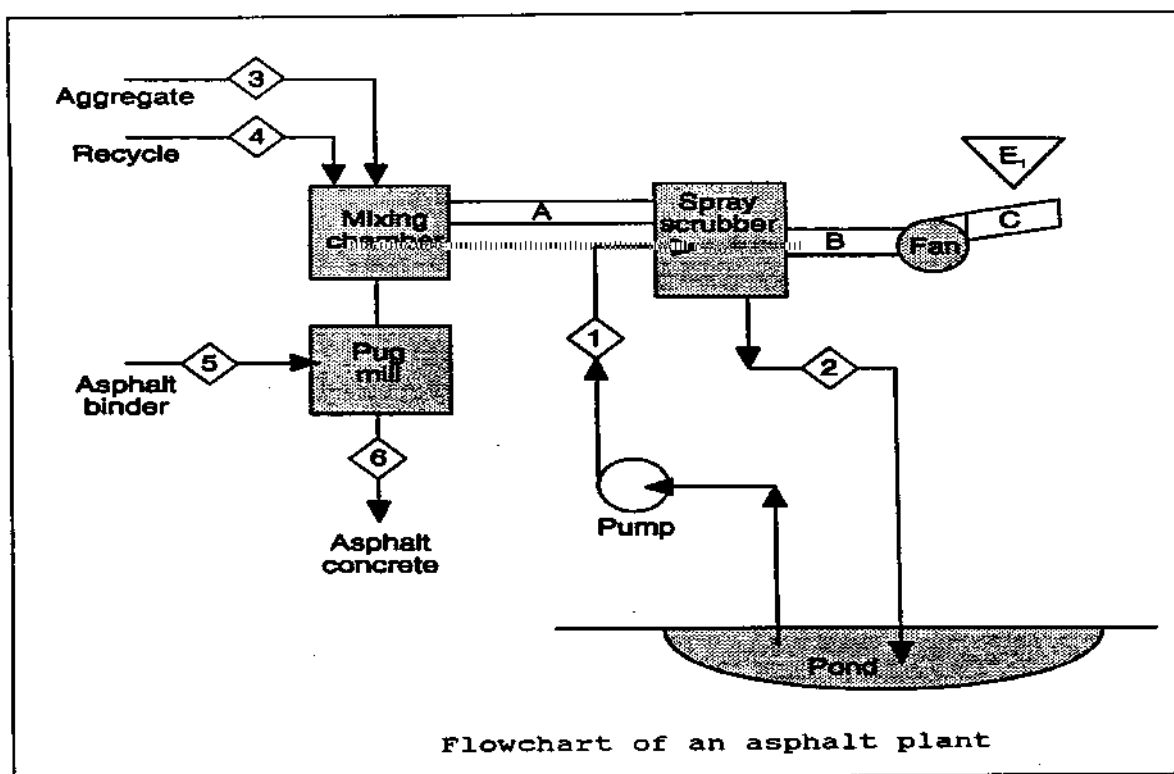 3
Aggregate
4
Recycle
Mixing
chamber
A
Spray
scrubber
B
Fan
C
E1
1
2
5
Asphalt
binder
Pug
mill
6
Asphalt
concrete
Pump
Pond
Flowchart of an asphalt plant